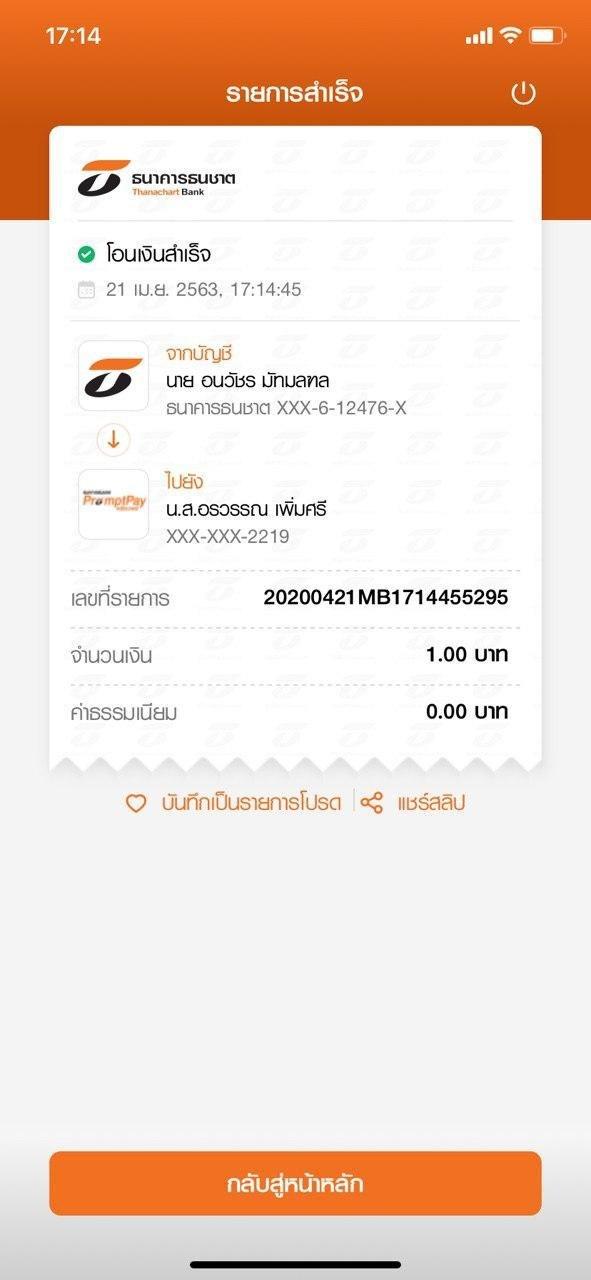 17:14
รายการสำเร็จ
ธนาคารธนชาต
Thanachart Bank
โอนเงินสำเร็จ
21 เม.ย. 2563, 17:14:45
จากบัญชี
นาย อนวัชร มัทมลฑล
ธนาคารธนชาต XXX-6-12476-X
PromptPay
ไปยัง
น.ส.อรวรรณ เพิ่มศรี
XXX-XXX-2219
เลขที่รายการ 20200421MB1714455295
จำนวนเงิน 1.00 บาท
ค่าธรรมเนียม 0.00 บาท
บันทึกเป็นรายการโปรด แชร์สลิป
กลับสู่หน้าหลัก